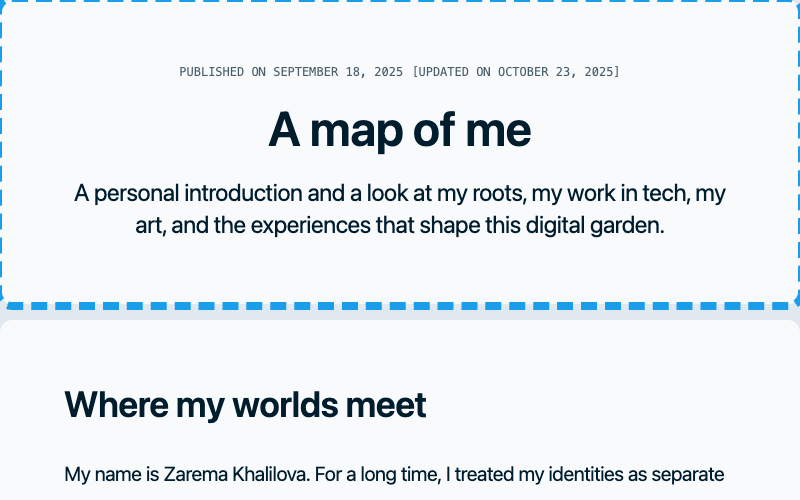 PUBLISHED ON SEPTEMBER 18, 2025 [UPDATED ON OCTOBER 23, 2025]
A map of me
A personal introduction and a look at my roots, my work in tech, my
art, and the experiences that shape this digital garden.
Where my worlds meet
My name is Zarema Khalilova. For a long time, I treated my identities as separate